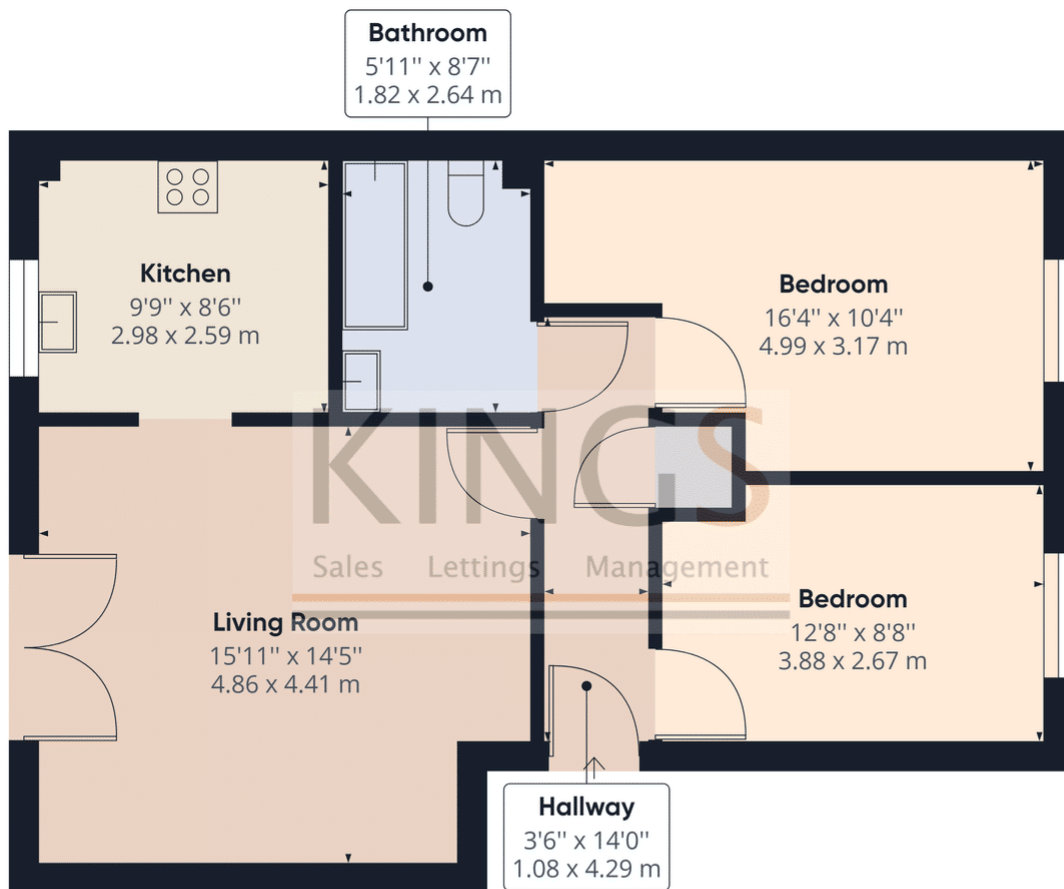 Bathroom
5'11" x 8'7"
1.82 x 2.64 m
Kitchen
9'9" x 8'6"
2.98 x 2.59 m
Bedroom
16'4" x 10'4"
4.99 x 3.17 m
KINGS
Sales Lettings Management
Living Room
15'11" x 14'5"
4.86 x 4.41 m
Bedroom
12'8" x 8'8"
3.88 x 2.67 m
Hallway
3'6" x 14'0"
1.08 x 4.29 m